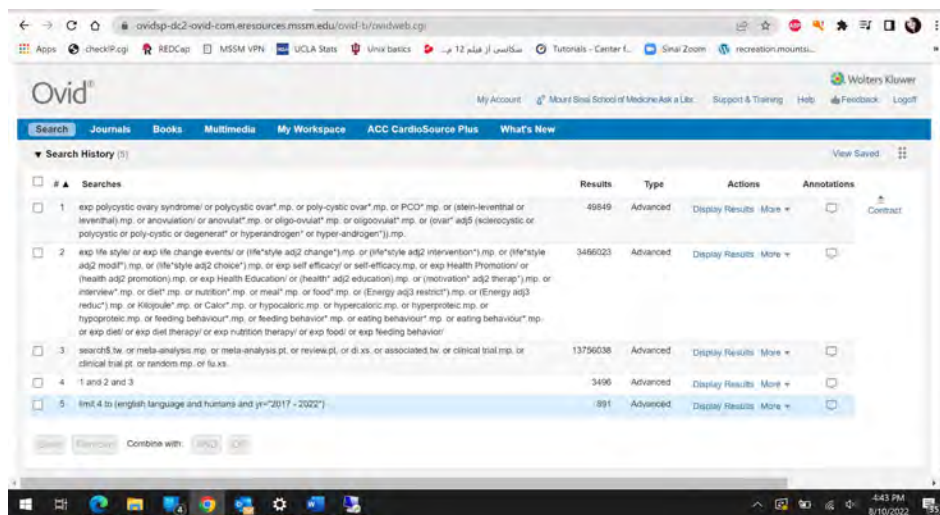 ovidsp-dc2-ovid-com.eresources.mssm.edu/ovid-b/ovidweb.cgi
Apps checkIP.cgi REDCap MSSM VPN UCLA Stats Unix basics سکانسی از فیلم 12 Tutorials - Center f... Sinai Zoom recreation.mountsi...
Wolters Kluwer
Ovid®
My Account Mount Sinai School of Medicine Ask a Libr. Support & Training Help Feedback Logoff
Search Journals Books Multimedia My Workspace ACC CardioSource Plus What's New
▼ Search History (5) View Saved
# ▲ Searches Results Type Actions Annotations
1 exp polycystic ovary syndrome/ or polycystic ovar*.mp. or poly-cystic ovar*.mp. or PCO*.mp. or (stein-leventhal or 49849 Advanced Display Results More Contract
leventhal).mp. or anovulation/ or anovulat*.mp. or oligo-ovulat*.mp. or oligoovulat*.mp. or (ovar* adj5 (sclerocystic or
polycystic or poly-cystic or degenerat* or hyperandrogen* or hyper-androgen*)).mp.
2 exp life style/ or exp life change events/ or (life*style adj2 change*).mp. or (life*style adj2 intervention*).mp. or (life*style 3466023 Advanced Display Results More
adj2 modif*).mp. or (life*style adj2 choice*).mp. or exp self efficacy/ or self-efficacy.mp. or exp Health Promotion/ or
(health adj2 promotion).mp. or exp Health Education/ or (health* adj2 education).mp. or (motivation* adj2 therap*).mp. or
interview*.mp. or diet*.mp. or nutrition*.mp. or meal*.mp. or food*.mp. or (Energy adj3 restrict*).mp. or (Energy adj3
reduc*).mp. or Kilojoule*.mp. or Calor*.mp. or hypocaloric.mp. or hypercaloric.mp. or hyperproteic.mp. or
hypoproteic.mp. or feeding behaviour*.mp. or feeding behavior*.mp. or eating behaviour*.mp. or eating behaviour*.mp.
or exp diet/ or exp diet therapy/ or exp nutrition therapy/ or exp food/ or exp feeding behavior/
3 search$.tw. or meta-analysis.mp. or meta-analysis.pt. or review.pt. or di.xs. or associated.tw. or clinical trial.mp. or 13756038 Advanced Display Results More
clinical trial.pt. or random.mp. or tu.xs.
4 1 and 2 and 3 3496 Advanced Display Results More
5 limit 4 to (english language and humans and yr="2017 - 2022") 891 Advanced Display Results More
Save Remove Combine with: AND OR
4:43 PM
8/10/2022